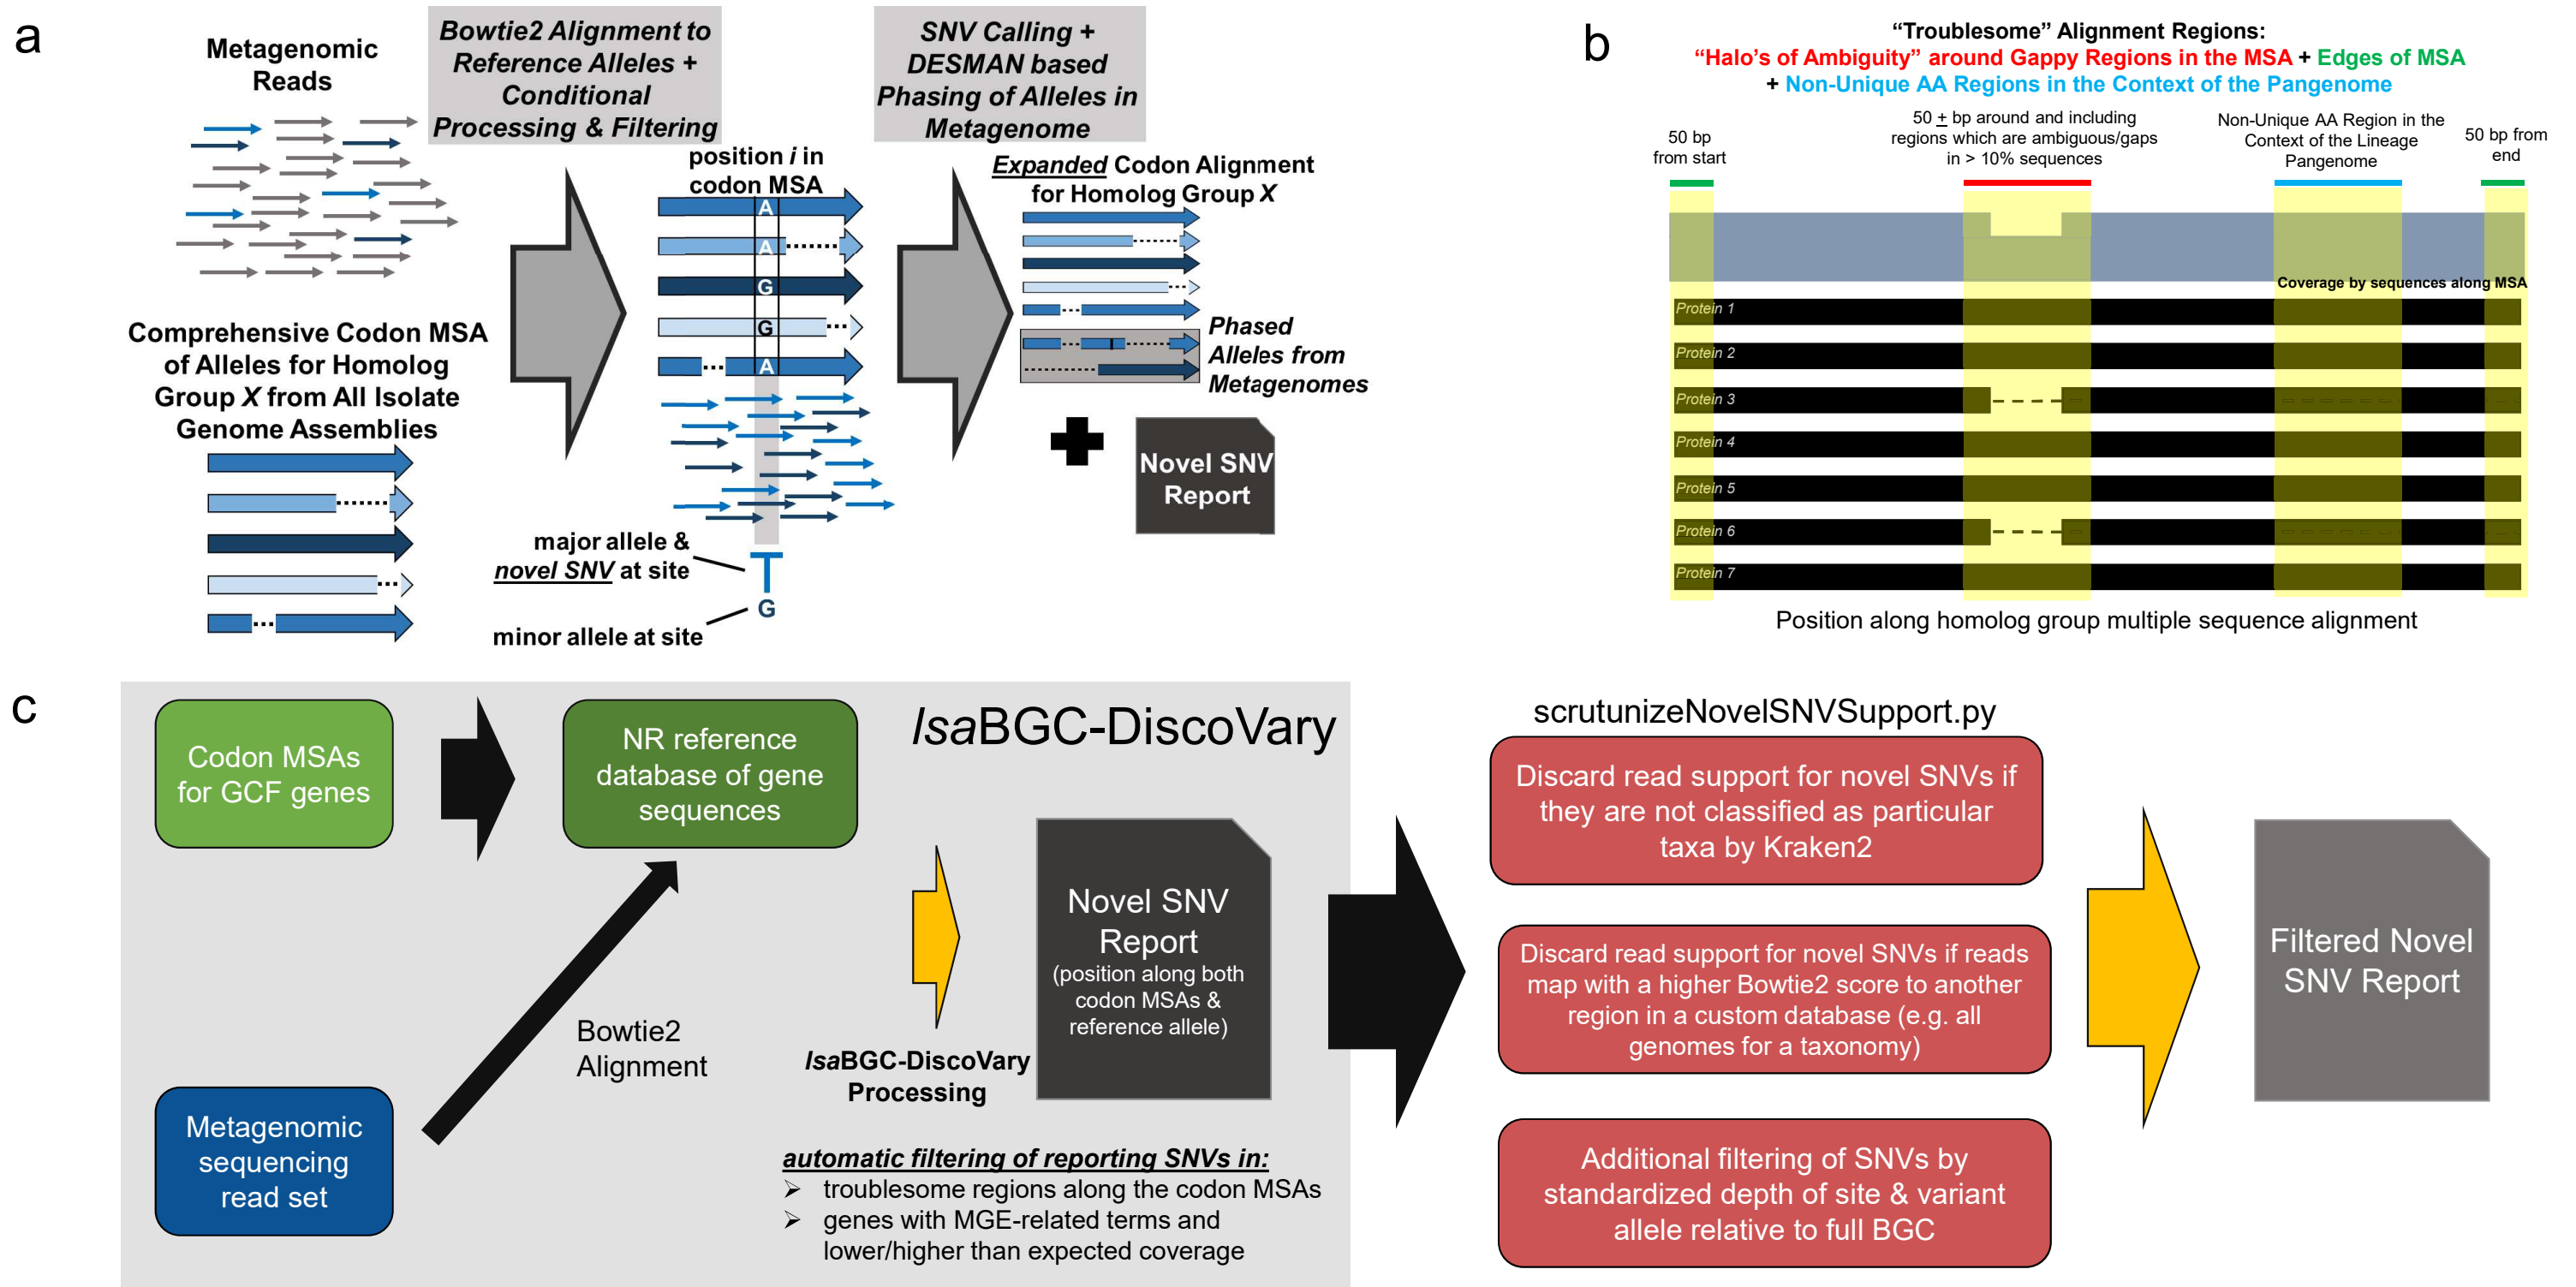 a
Metagenomic
Reads
Bowtie2 Alignment to
Reference Alleles +
Conditional
Processing & Filtering
SNV Calling +
DESMAN based
Phasing of Alleles in
Metagenome
Comprehensive Codon MSA
of Alleles for Homolog
Group X from All Isolate
Genome Assemblies
position i in
codon MSA
A
A
G
G
A
major allele &
novel SNV at site
T
G
minor allele at site
Expanded Codon Alignment
for Homolog Group X
Phased
Alleles from
Metagenomes
Novel SNV
Report
b
“Troublesome” Alignment Regions:
“Halo’s of Ambiguity” around Gappy Regions in the MSA + Edges of MSA
+ Non-Unique AA Regions in the Context of the Pangenome
50 bp
from start
50 ± bp around and including
regions which are ambiguous/gaps
in > 10% sequences
Non-Unique AA Region in the
Context of the Lineage
Pangenome
50 bp from
end
Coverage by sequences along MSA
Protein 1
Protein 2
Protein 3
Protein 4
Protein 5
Protein 6
Protein 7
Position along homolog group multiple sequence alignment
c
Codon MSAs
for GCF genes
NR reference
database of gene
sequences
lsaBGC-DiscoVary
Metagenomic
sequencing
read set
Bowtie2
Alignment
lsaBGC-DiscoVary
Processing
Novel SNV
Report
(position along both
codon MSAs &
reference allele)
automatic filtering of reporting SNVs in:
➢ troublesome regions along the codon MSAs
➢ genes with MGE-related terms and
lower/higher than expected coverage
scrutunizeNovelSNVSupport.py
Discard read support for novel SNVs if
they are not classified as particular
taxa by Kraken2
Discard read support for novel SNVs if reads
map with a higher Bowtie2 score to another
region in a custom database (e.g. all
genomes for a taxonomy)
Additional filtering of SNVs by
standardized depth of site & variant
allele relative to full BGC
Filtered Novel
SNV Report